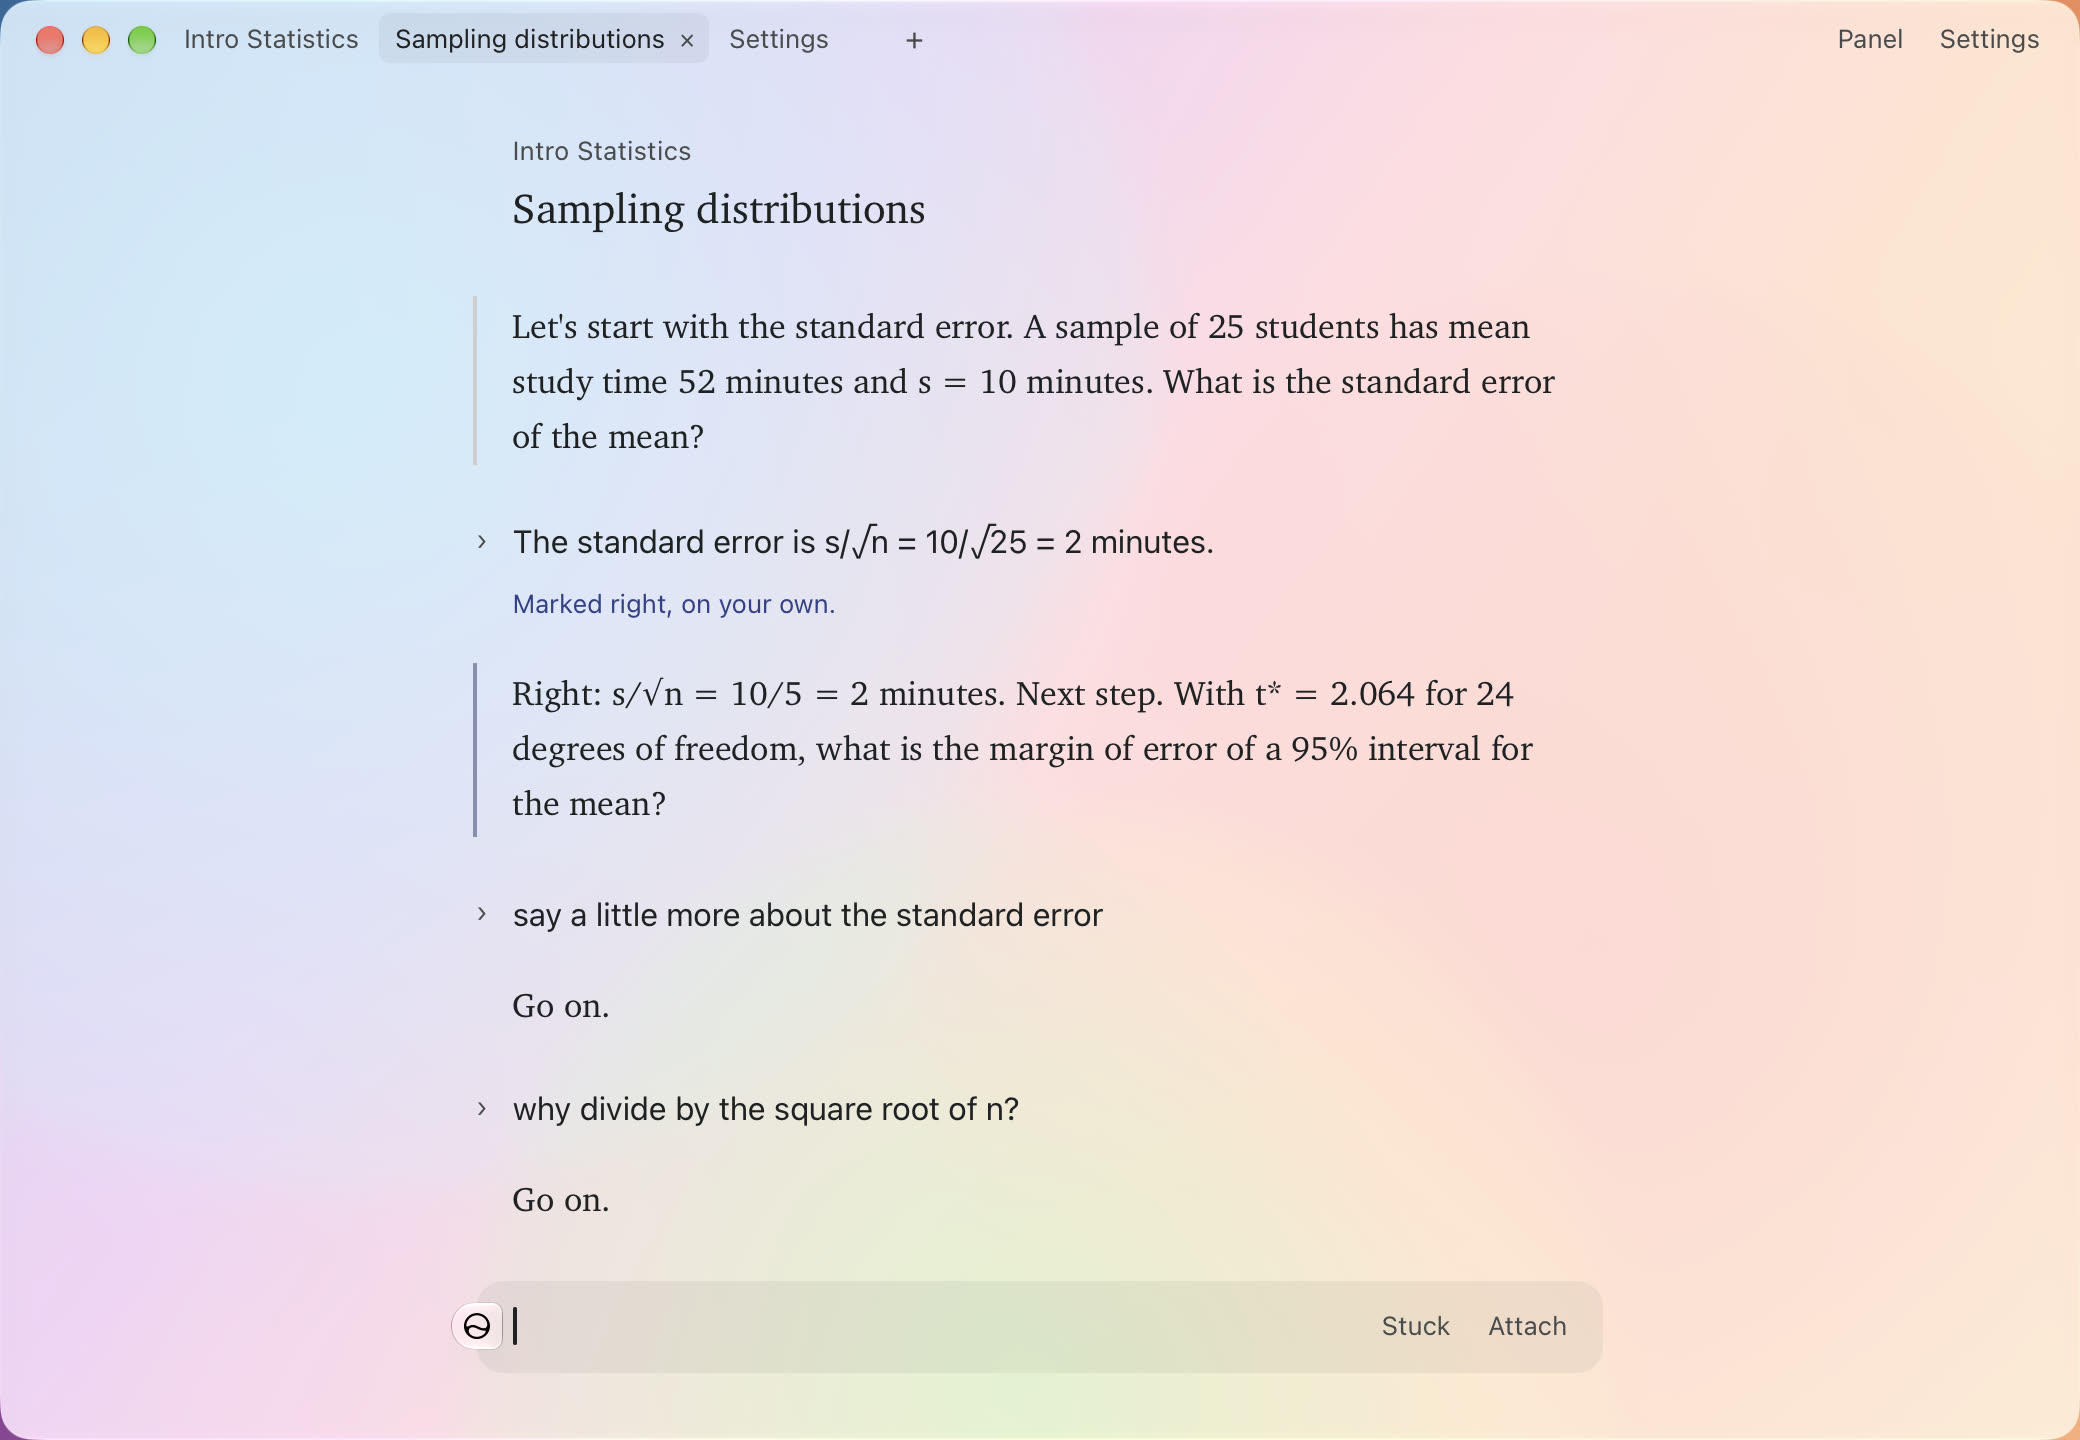 Intro Statistics
Sampling distributions ×
Settings
+
Panel
Settings
Intro Statistics
Sampling distributions
Let's start with the standard error. A sample of 25 students has mean
study time 52 minutes and s = 10 minutes. What is the standard error
of the mean?
› The standard error is s/√n = 10/√25 = 2 minutes.
Marked right, on your own.
Right: s/√n = 10/5 = 2 minutes. Next step. With t* = 2.064 for 24
degrees of freedom, what is the margin of error of a 95% interval for
the mean?
› say a little more about the standard error
Go on.
› why divide by the square root of n?
Go on.
Stuck
Attach